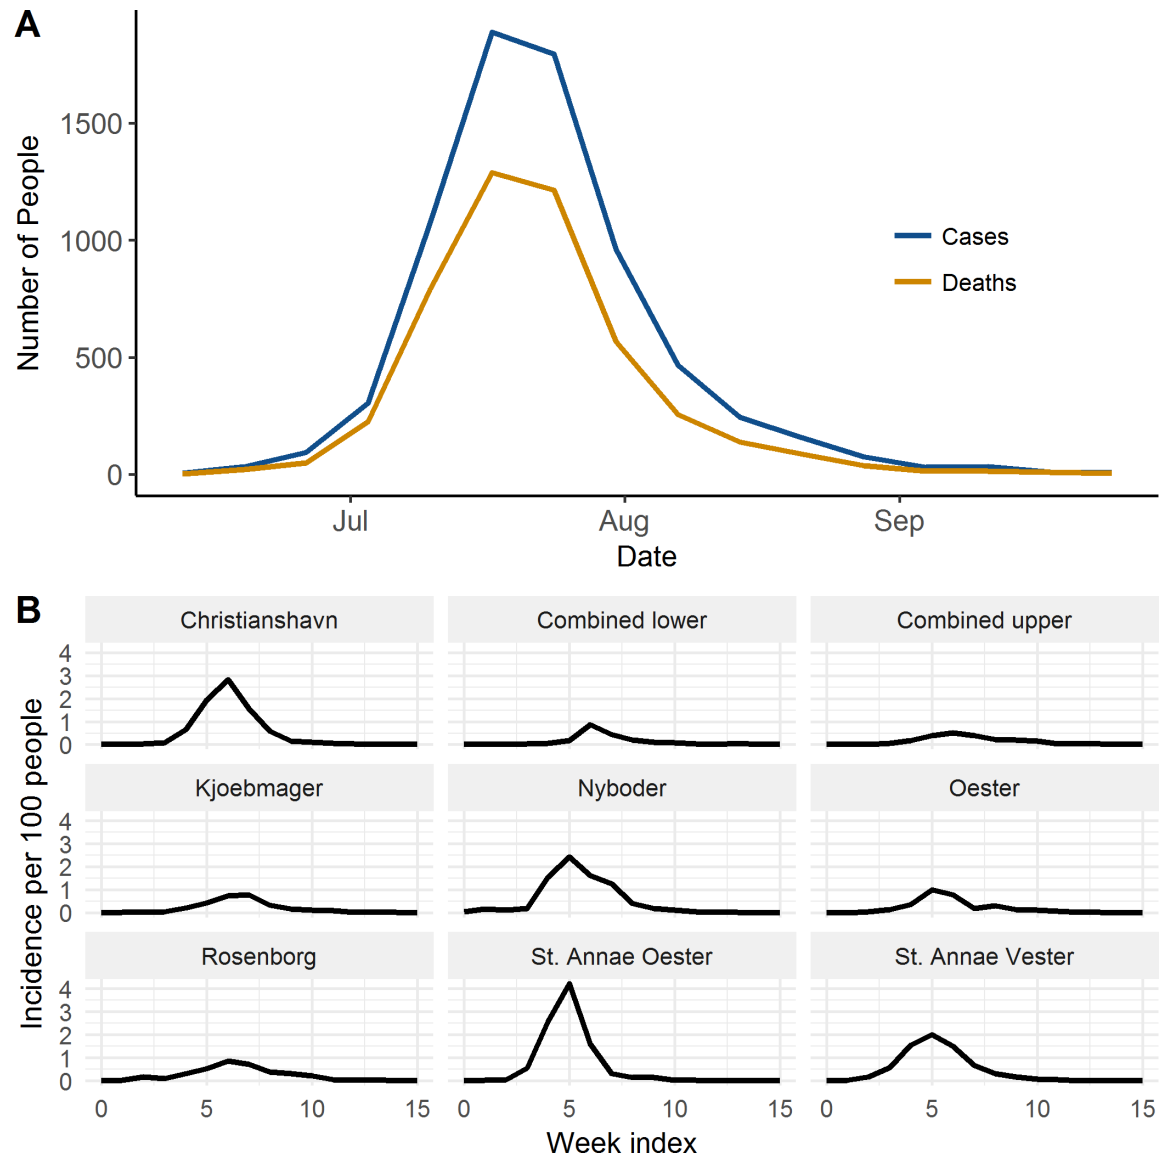 A
Number of People
1500
1000
500
0
Cases
Deaths
Jul Aug Sep
Date
B
Incidence per 100 people
Christianshavn Combined lower Combined upper
4
3
2
1
0
Kjoebmager Nyboder Oester
4
3
2
1
0
Rosenborg St. Annae Oester St. Annae Vester
4
3
2
1
0
0 5 10 15 0 5 10 15 0 5 10 15
Week index